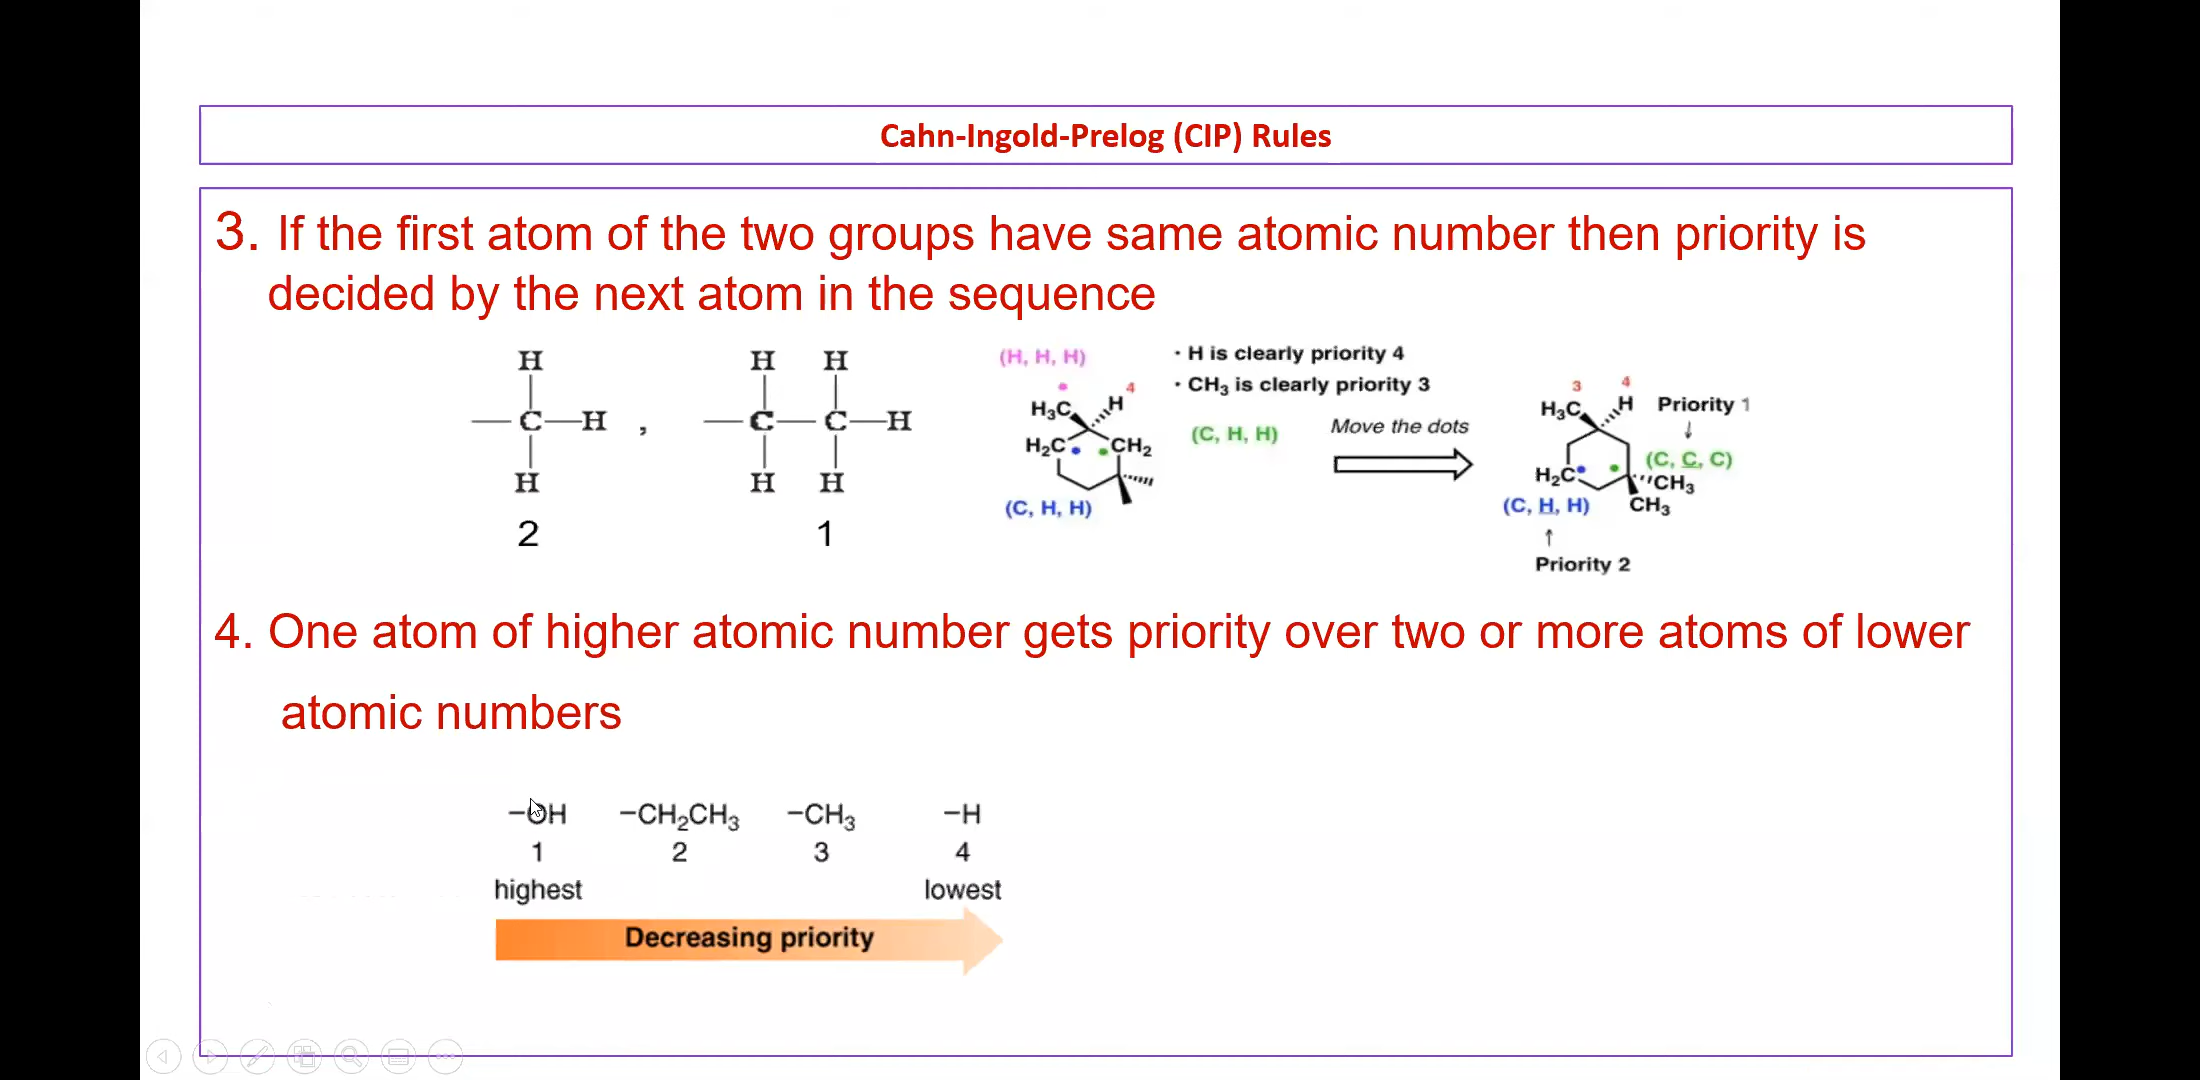 Cahn-Ingold-Prelog (CIP) Rules
3. If the first atom of the two groups have same atomic number then priority is
decided by the next atom in the sequence
H
—C—H
H
2
,
H H
—C—C—H
H H
1
(H, H, H)
4
H₃C H
H₂C CH₂
(C, H, H)
(C, H, H)
· H is clearly priority 4
· CH₃ is clearly priority 3
Move the dots
3 4
H₃C H Priority 1
↓
(C, C, C)
H₂C CH₃
(C, H, H) CH₃
↑
Priority 2
4. One atom of higher atomic number gets priority over two or more atoms of lower
atomic numbers
–OH –CH₂CH₃ –CH₃ –H
1 2 3 4
highest lowest
Decreasing priority